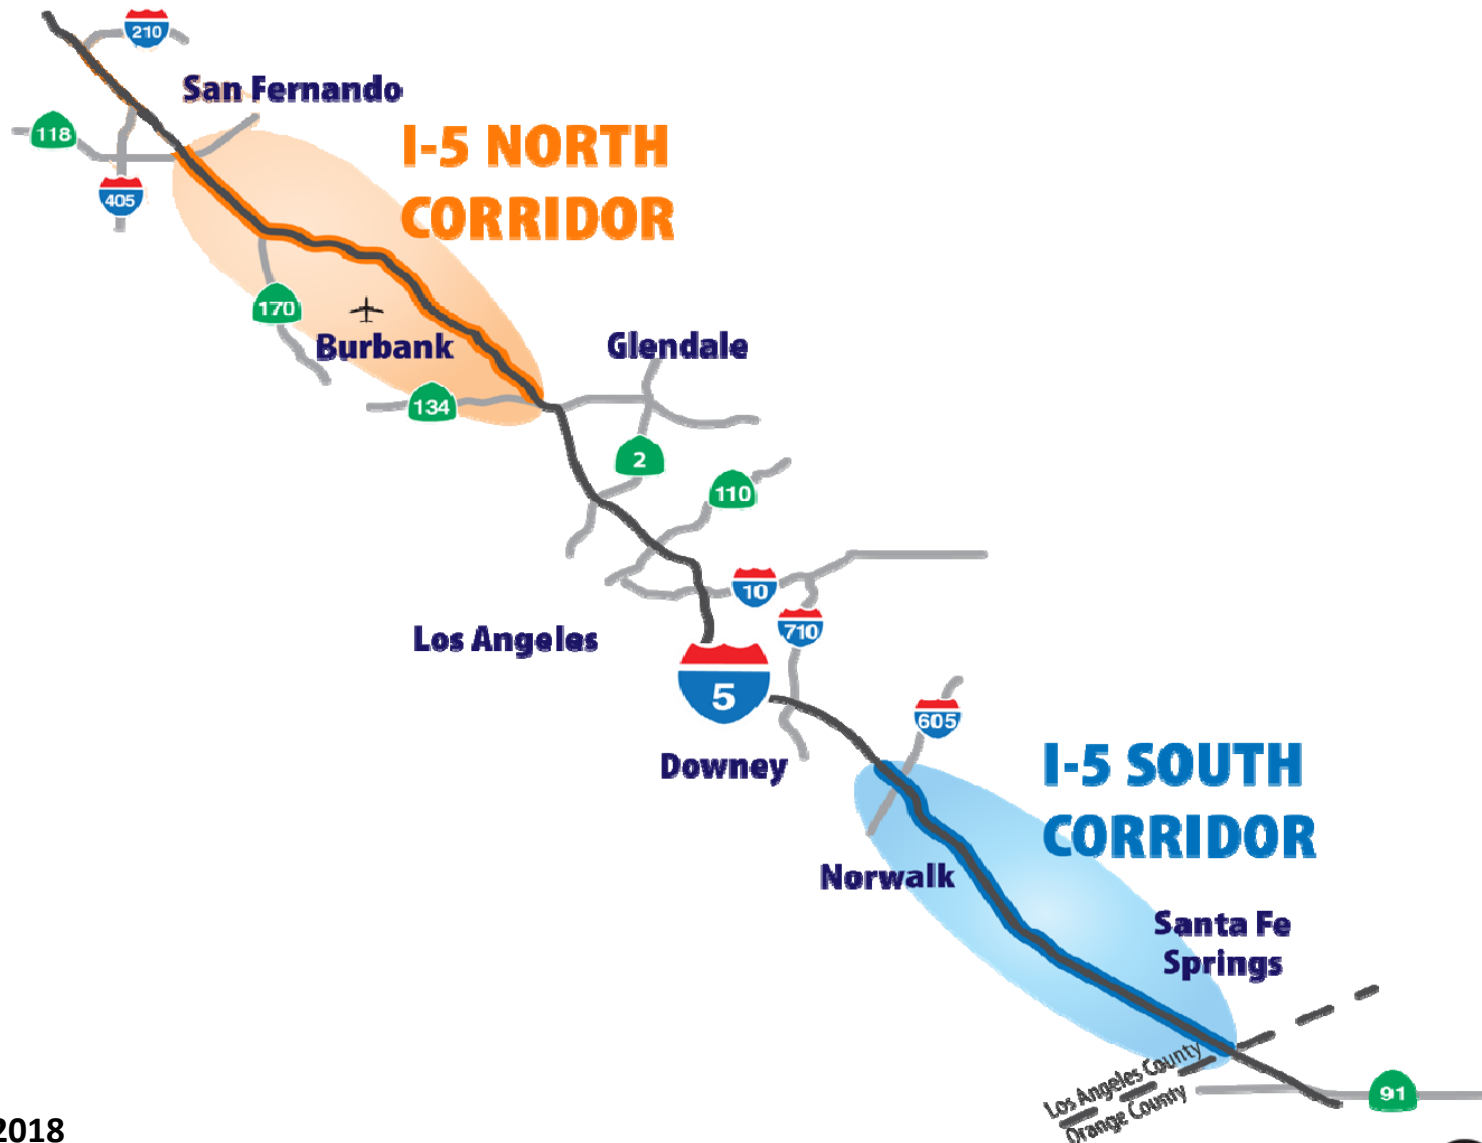 210
San Fernando
118
I-5 NORTH
CORRIDOR
405
170
Burbank
Glendale
134
2
110
10
Los Angeles
710
5
605
Downey
I-5 SOUTH
CORRIDOR
Norwalk
Santa Fe
Springs
Los Angeles County
Orange County
91
2018